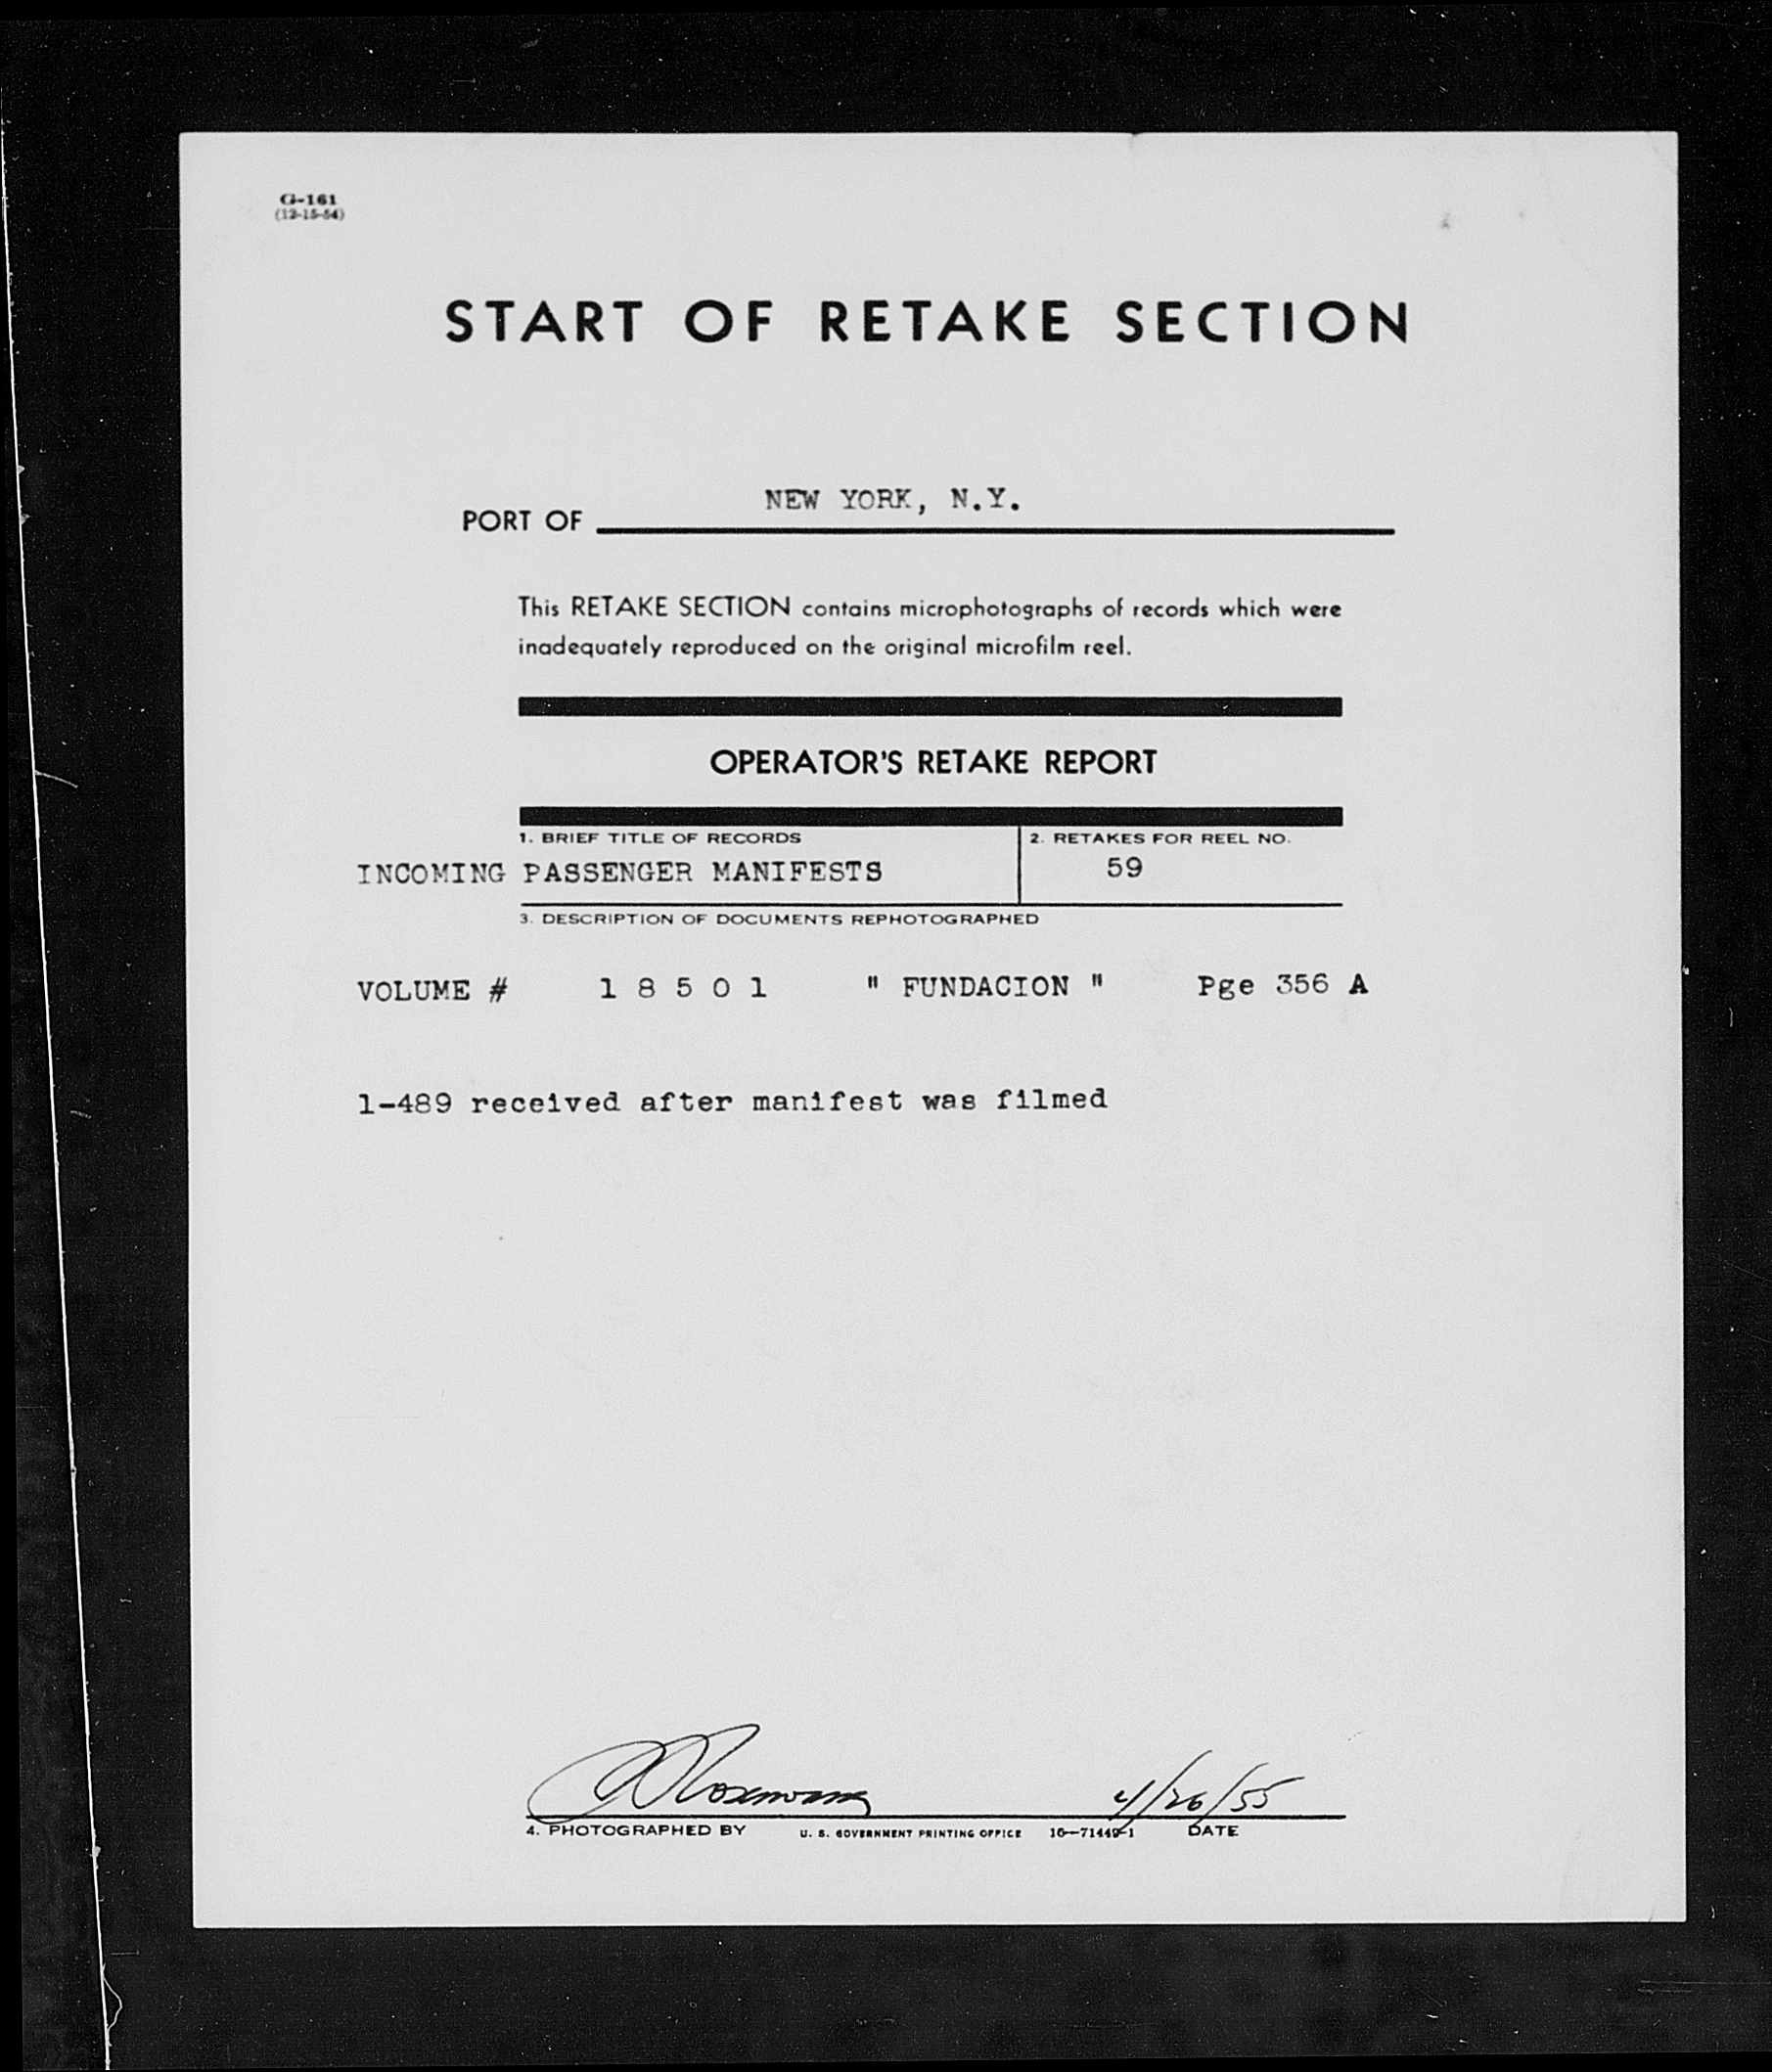 G-161
(12-15-54)
START OF RETAKE SECTION
PORT OF NEW YORK, N.Y.
This RETAKE SECTION contains microphotographs of records which were
inadequately reproduced on the original microfilm reel.
OPERATOR'S RETAKE REPORT
1. BRIEF TITLE OF RECORDS 2. RETAKES FOR REEL NO.
INCOMING PASSENGER MANIFESTS 59
3. DESCRIPTION OF DOCUMENTS REPHOTOGRAPHED
VOLUME # 1 8 5 0 1 " FUNDACION " Pge 356 A
1-489 received after manifest was filmed
4/26/55
4. PHOTOGRAPHED BY U. S. GOVERNMENT PRINTING OFFICE 16—71449-1 DATE